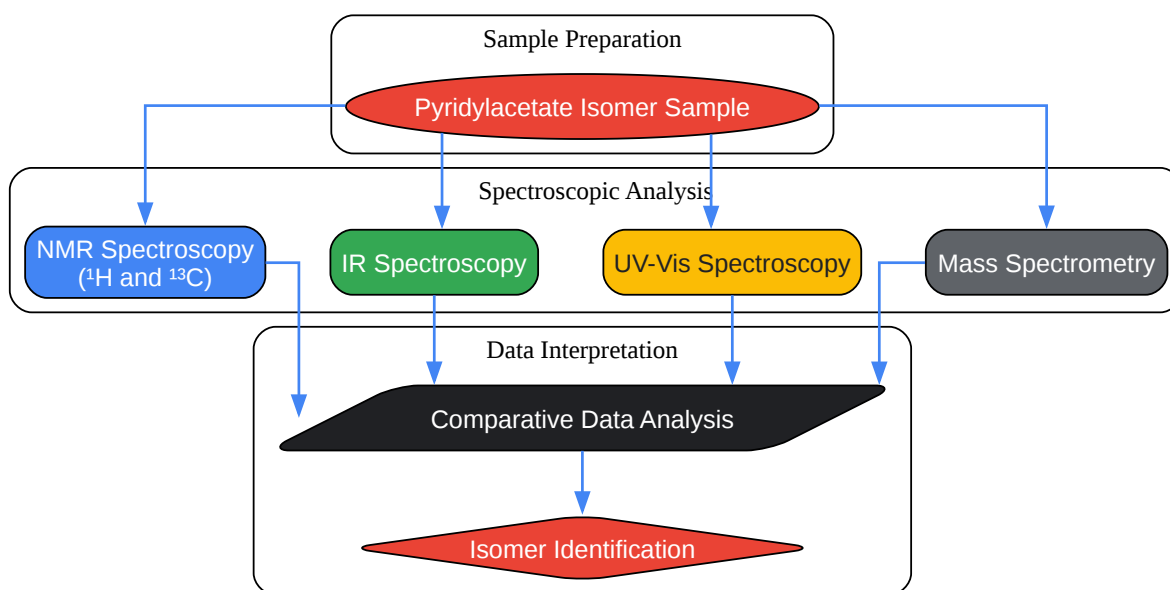 Sample Preparation
Pyridylacetate Isomer Sample
Spectroscopic Analysis
NMR Spectroscopy
(¹H and ¹³C)
IR Spectroscopy
UV-Vis Spectroscopy
Mass Spectrometry
Data Interpretation
Comparative Data Analysis
Isomer Identification